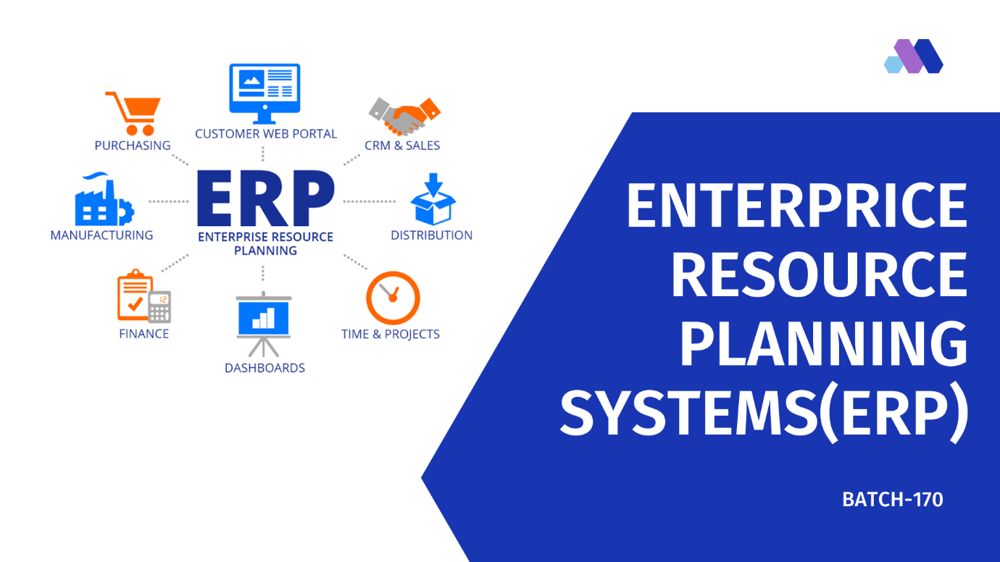 CUSTOMER WEB PORTAL
PURCHASING
CRM & SALES
ERP
ENTERPRISE RESOURCE
PLANNING
MANUFACTURING
DISTRIBUTION
12
FINANCE
TIME & PROJECTS
DASHBOARDS
ENTERPRICE
RESOURCE
PLANNING
SYSTEMS(ERP)
BATCH-170